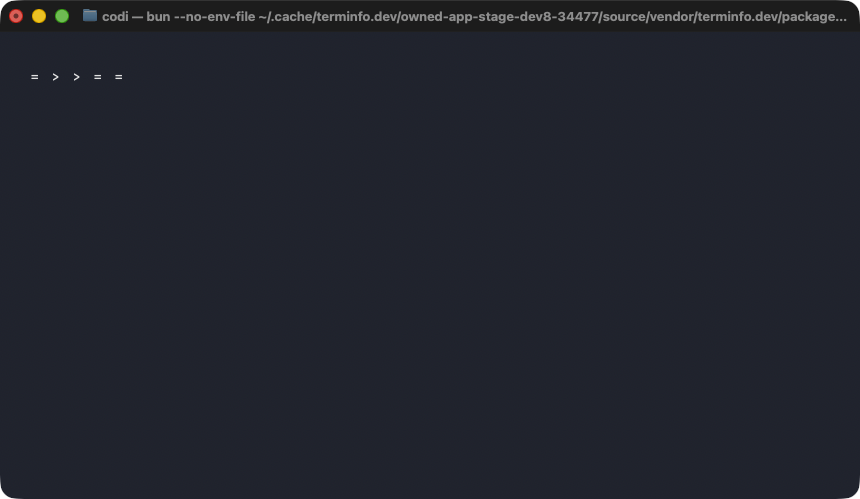 codi — bun --no-env-file ~/.cache/terminfo.dev/owned-app-stage-dev8-34477/source/vendor/terminfo.dev/package...
= > > = =